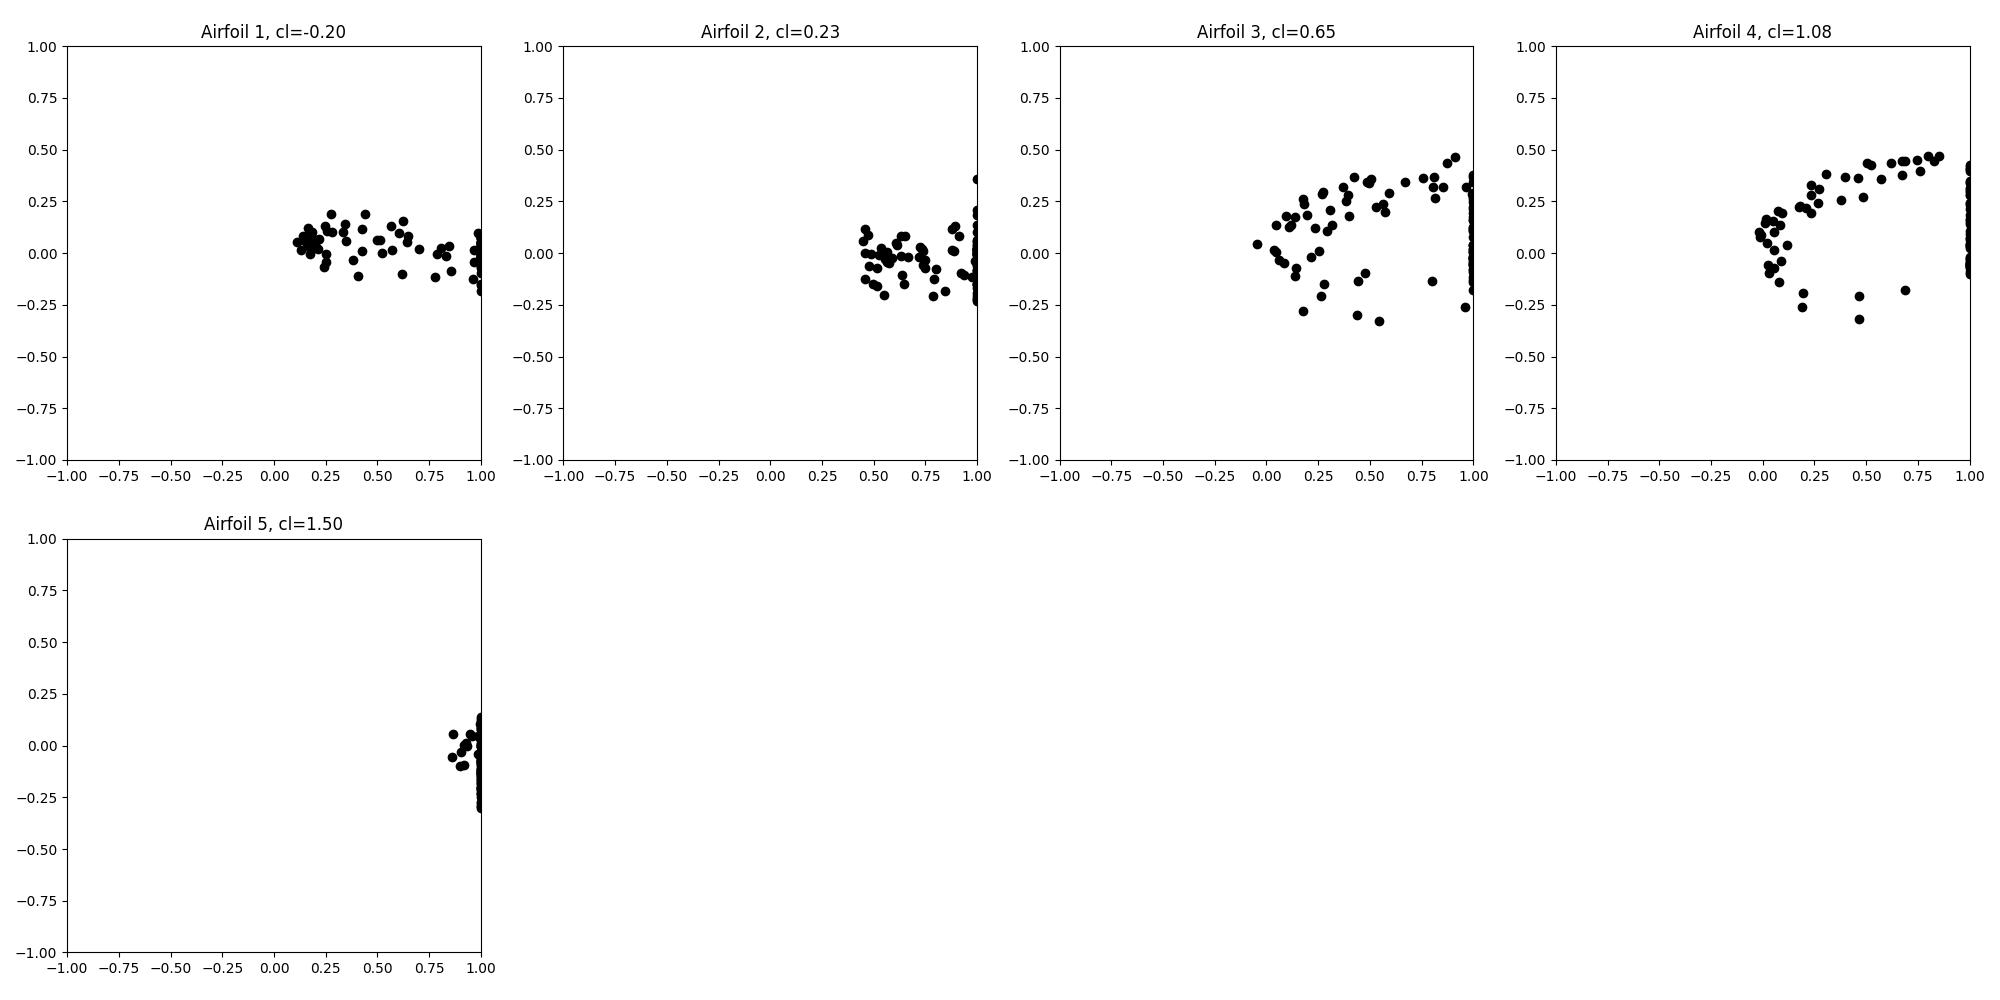 Airfoil 1, cl=-0.20
Airfoil 2, cl=0.23
Airfoil 3, cl=0.65
Airfoil 4, cl=1.08
1.00 1.00 1.00 1.00
0.75 0.75 0.75 0.75
0.50 0.50 0.50 0.50
0.25 0.25 0.25 0.25
0.00 0.00 0.00 0.00
−0.25 −0.25 −0.25 −0.25
−0.50 −0.50 −0.50 −0.50
−0.75 −0.75 −0.75 −0.75
−1.00 −1.00 −1.00 −1.00
−1.00 −0.75 −0.50 −0.25 0.00 0.25 0.50 0.75 1.00
−1.00 −0.75 −0.50 −0.25 0.00 0.25 0.50 0.75 1.00
−1.00 −0.75 −0.50 −0.25 0.00 0.25 0.50 0.75 1.00
−1.00 −0.75 −0.50 −0.25 0.00 0.25 0.50 0.75 1.00
Airfoil 5, cl=1.50
1.00
0.75
0.50
0.25
0.00
−0.25
−0.50
−0.75
−1.00
−1.00 −0.75 −0.50 −0.25 0.00 0.25 0.50 0.75 1.00